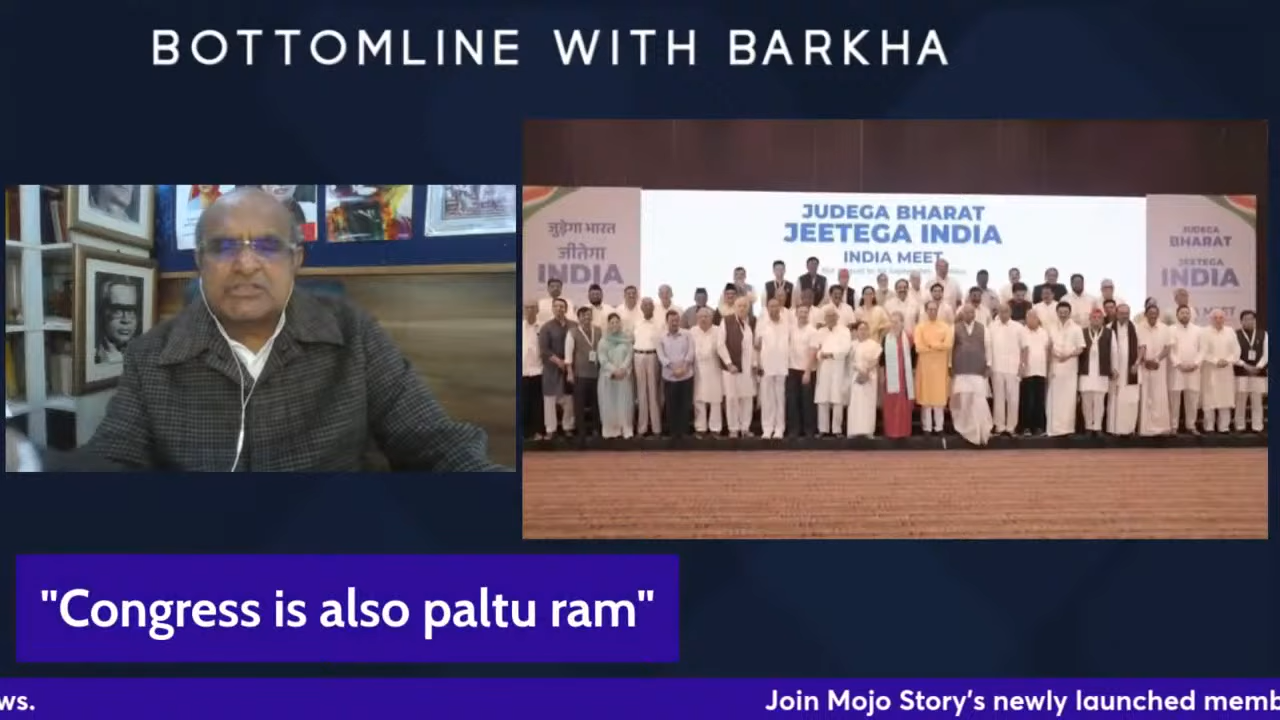 BOTTOMLINE WITH BARKHA
जुड़ेगा भारत
जीतेगा
INDIA
JUDEGA BHARAT
JEETEGA INDIA
INDIA MEET
JUDEGA
BHARAT
JEETEGA
INDIA
"Congress is also paltu ram"
ws.
Join Mojo Story's newly launched memb